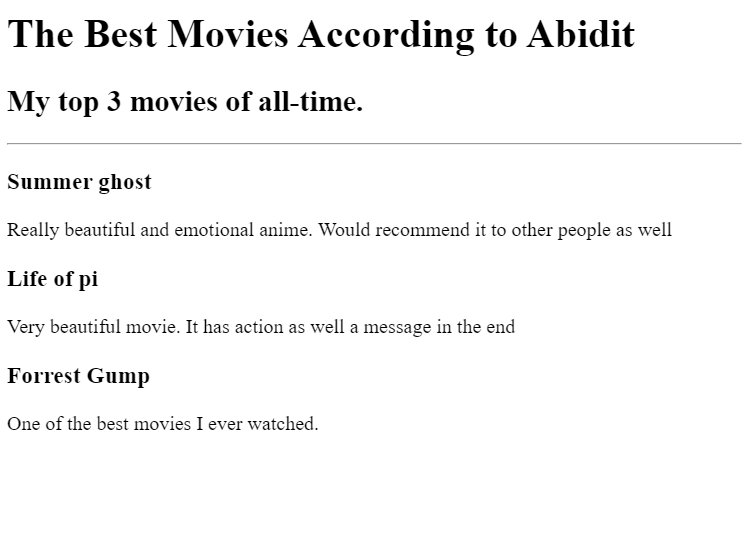 The Best Movies According to Abidit
My top 3 movies of all-time.
Summer ghost
Really beautiful and emotional anime. Would recommend it to other people as well
Life of pi
Very beautiful movie. It has action as well a message in the end
Forrest Gump
One of the best movies I ever watched.